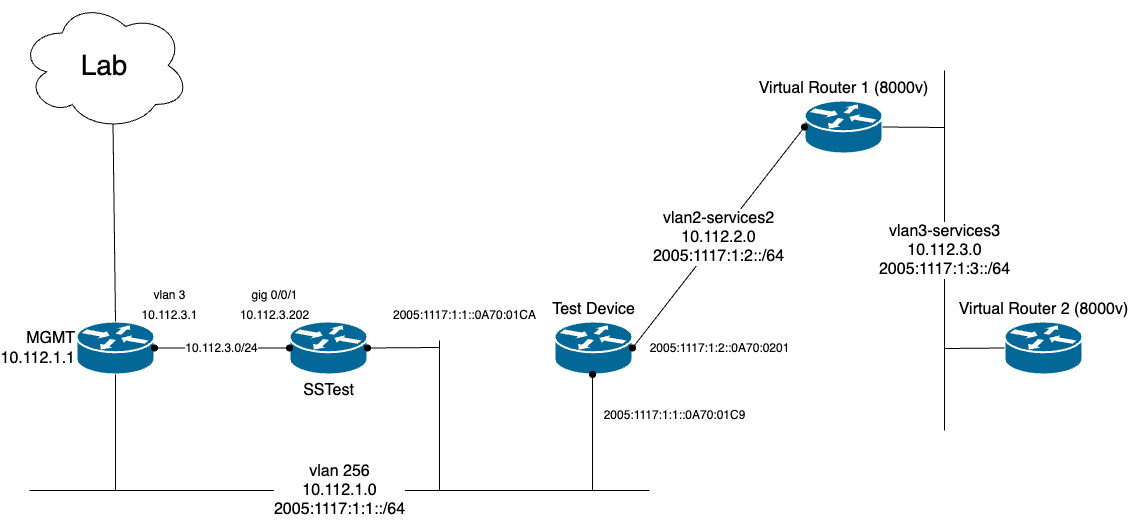 Lab
Virtual Router 1 (8000v)
vlan2-services2
10.112.2.0
2005:1117:1:2::/64
vlan3-services3
10.112.3.0
2005:1117:1:3::/64
vlan 3
10.112.3.1
gig 0/0/1
10.112.3.202
2005:1117:1:1::0A70:01CA
Test Device
Virtual Router 2 (8000v)
MGMT
10.112.1.1
10.112.3.0/24
SSTest
2005:1117:1:2::0A70:0201
2005:1117:1:1::0A70:01C9
vlan 256
10.112.1.0
2005:1117:1:1::/64